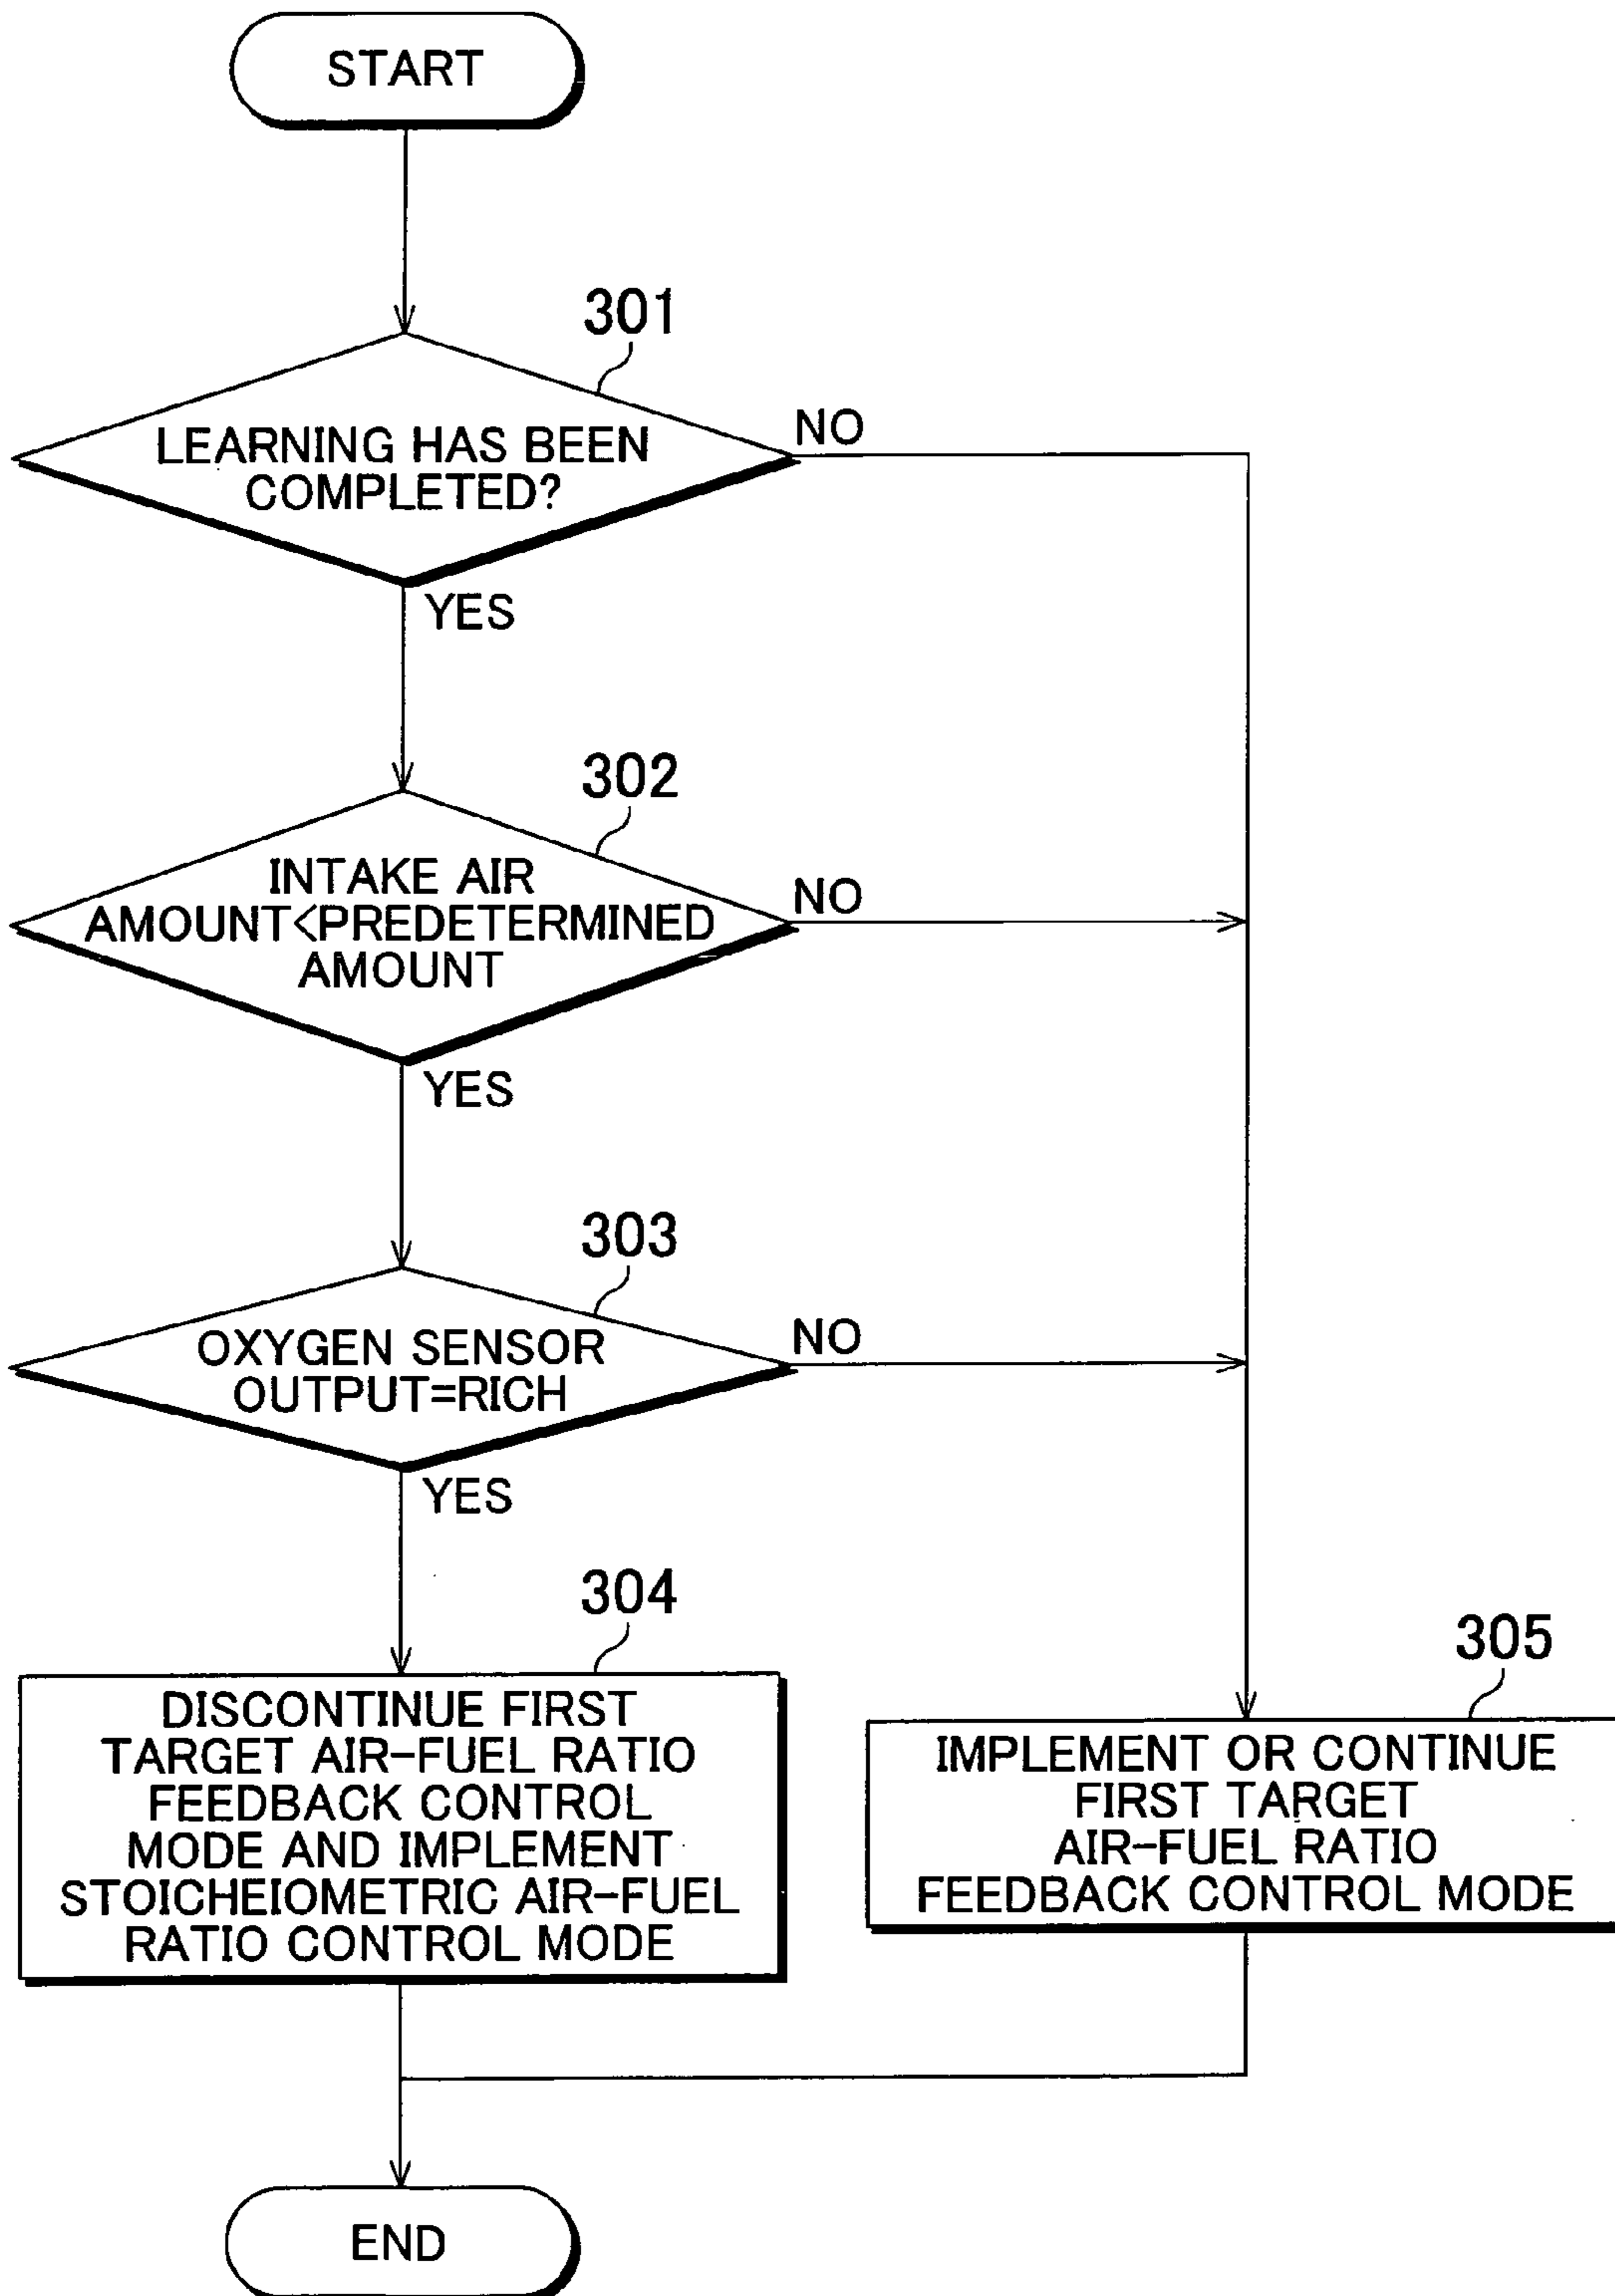 START
301
LEARNING HAS BEEN
COMPLETED?
NO
YES
302
INTAKE AIR
AMOUNT<PREDETERMINED
AMOUNT
NO
YES
303
OXYGEN SENSOR
OUTPUT=RICH
NO
YES
304
DISCONTINUE FIRST
TARGET AIR-FUEL RATIO
FEEDBACK CONTROL
MODE AND IMPLEMENT
STOICHEIOMETRIC AIR-FUEL
RATIO CONTROL MODE
305
IMPLEMENT OR CONTINUE
FIRST TARGET
AIR-FUEL RATIO
FEEDBACK CONTROL MODE
END